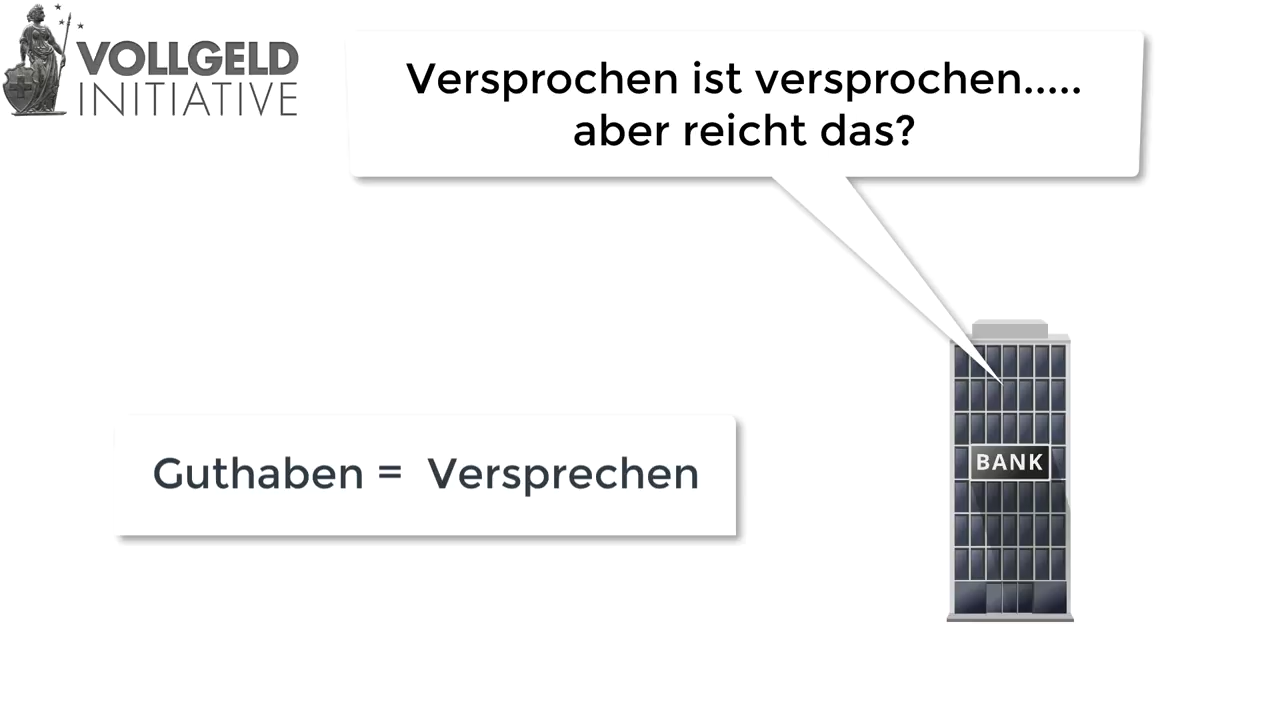 VOLLGELD
INITIATIVE
Versprochen ist versprochen.....
aber reicht das?
Guthaben = Versprechen
BANK